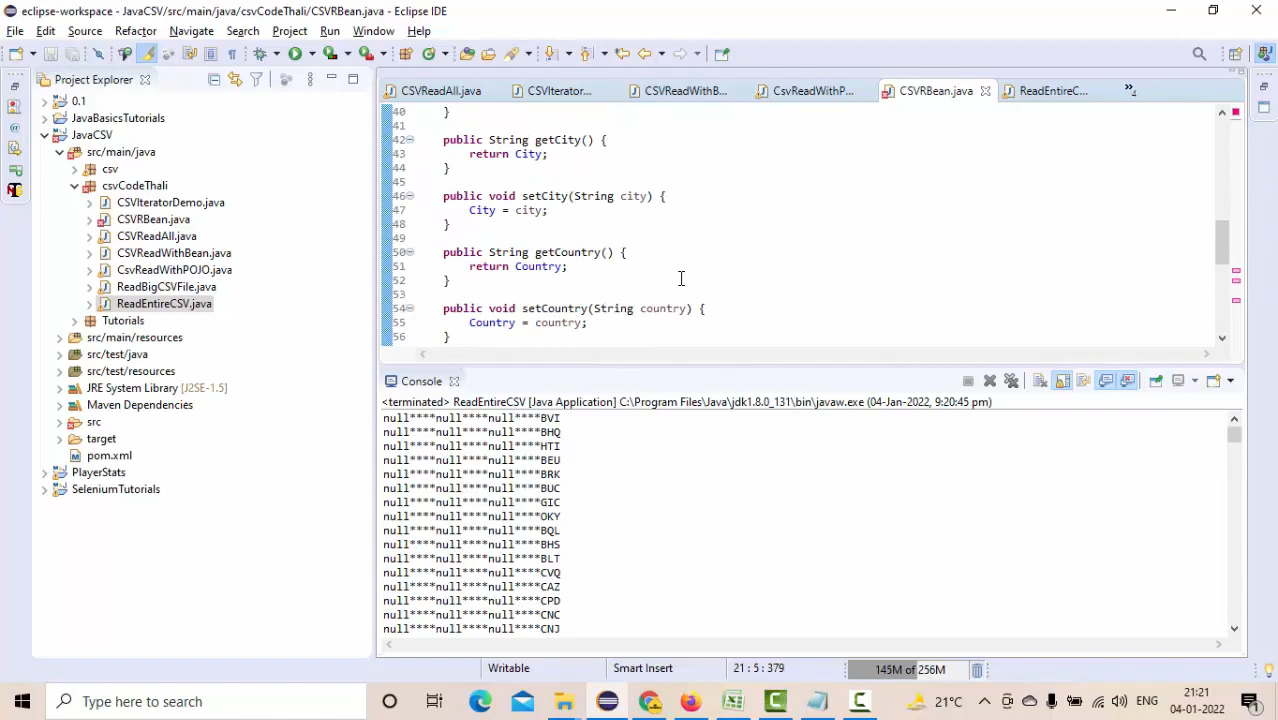 eclipse-workspace - JavaCSV/src/main/java/csvCodeThali/CSVRBean.java - Eclipse IDE
File Edit Source Refactor Navigate Search Project Run Window Help
Project Explorer
0.1
JavaBasicsTutorials
JavaCSV
src/main/java
csv
csvCodeThali
CSVIteratorDemo.java
CSVRBean.java
CSVReadAll.java
CSVReadWithBean.java
CsvReadWithPOJO.java
ReadBigCSVFile.java
ReadEntireCSV.java
Tutorials
src/main/resources
src/test/java
src/test/resources
JRE System Library [J2SE-1.5]
Maven Dependencies
src
target
pom.xml
PlayerStats
SeleniumTutorials
CSVReadAll.java CSVIterator... CSVReadWithB... CsvReadWithP... CSVRBean.java ReadEntireC... »4
40 }
41
42 public String getCity() {
43 return City;
44 }
45
46 public void setCity(String city) {
47 City = city;
48 }
49
50 public String getCountry() {
51 return Country;
52 }
53
54 public void setCountry(String country) {
55 Country = country;
56 }
Console
<terminated> ReadEntireCSV [Java Application] C:\Program Files\Java\jdk1.8.0_131\bin\javaw.exe (04-Jan-2022, 9:20:45 pm)
null****null****null****BVI
null****null****null****BHQ
null****null****null****HTI
null****null****null****BEU
null****null****null****BRK
null****null****null****BUC
null****null****null****GIC
null****null****null****OKY
null****null****null****BQL
null****null****null****BHS
null****null****null****BLT
null****null****null****CVQ
null****null****null****CAZ
null****null****null****CPD
null****null****null****CNC
null****null****null****CNJ
Writable Smart Insert 21 : 5 : 379 145M of 256M
Type here to search
21°C ENG 21:21
04-01-2022 1